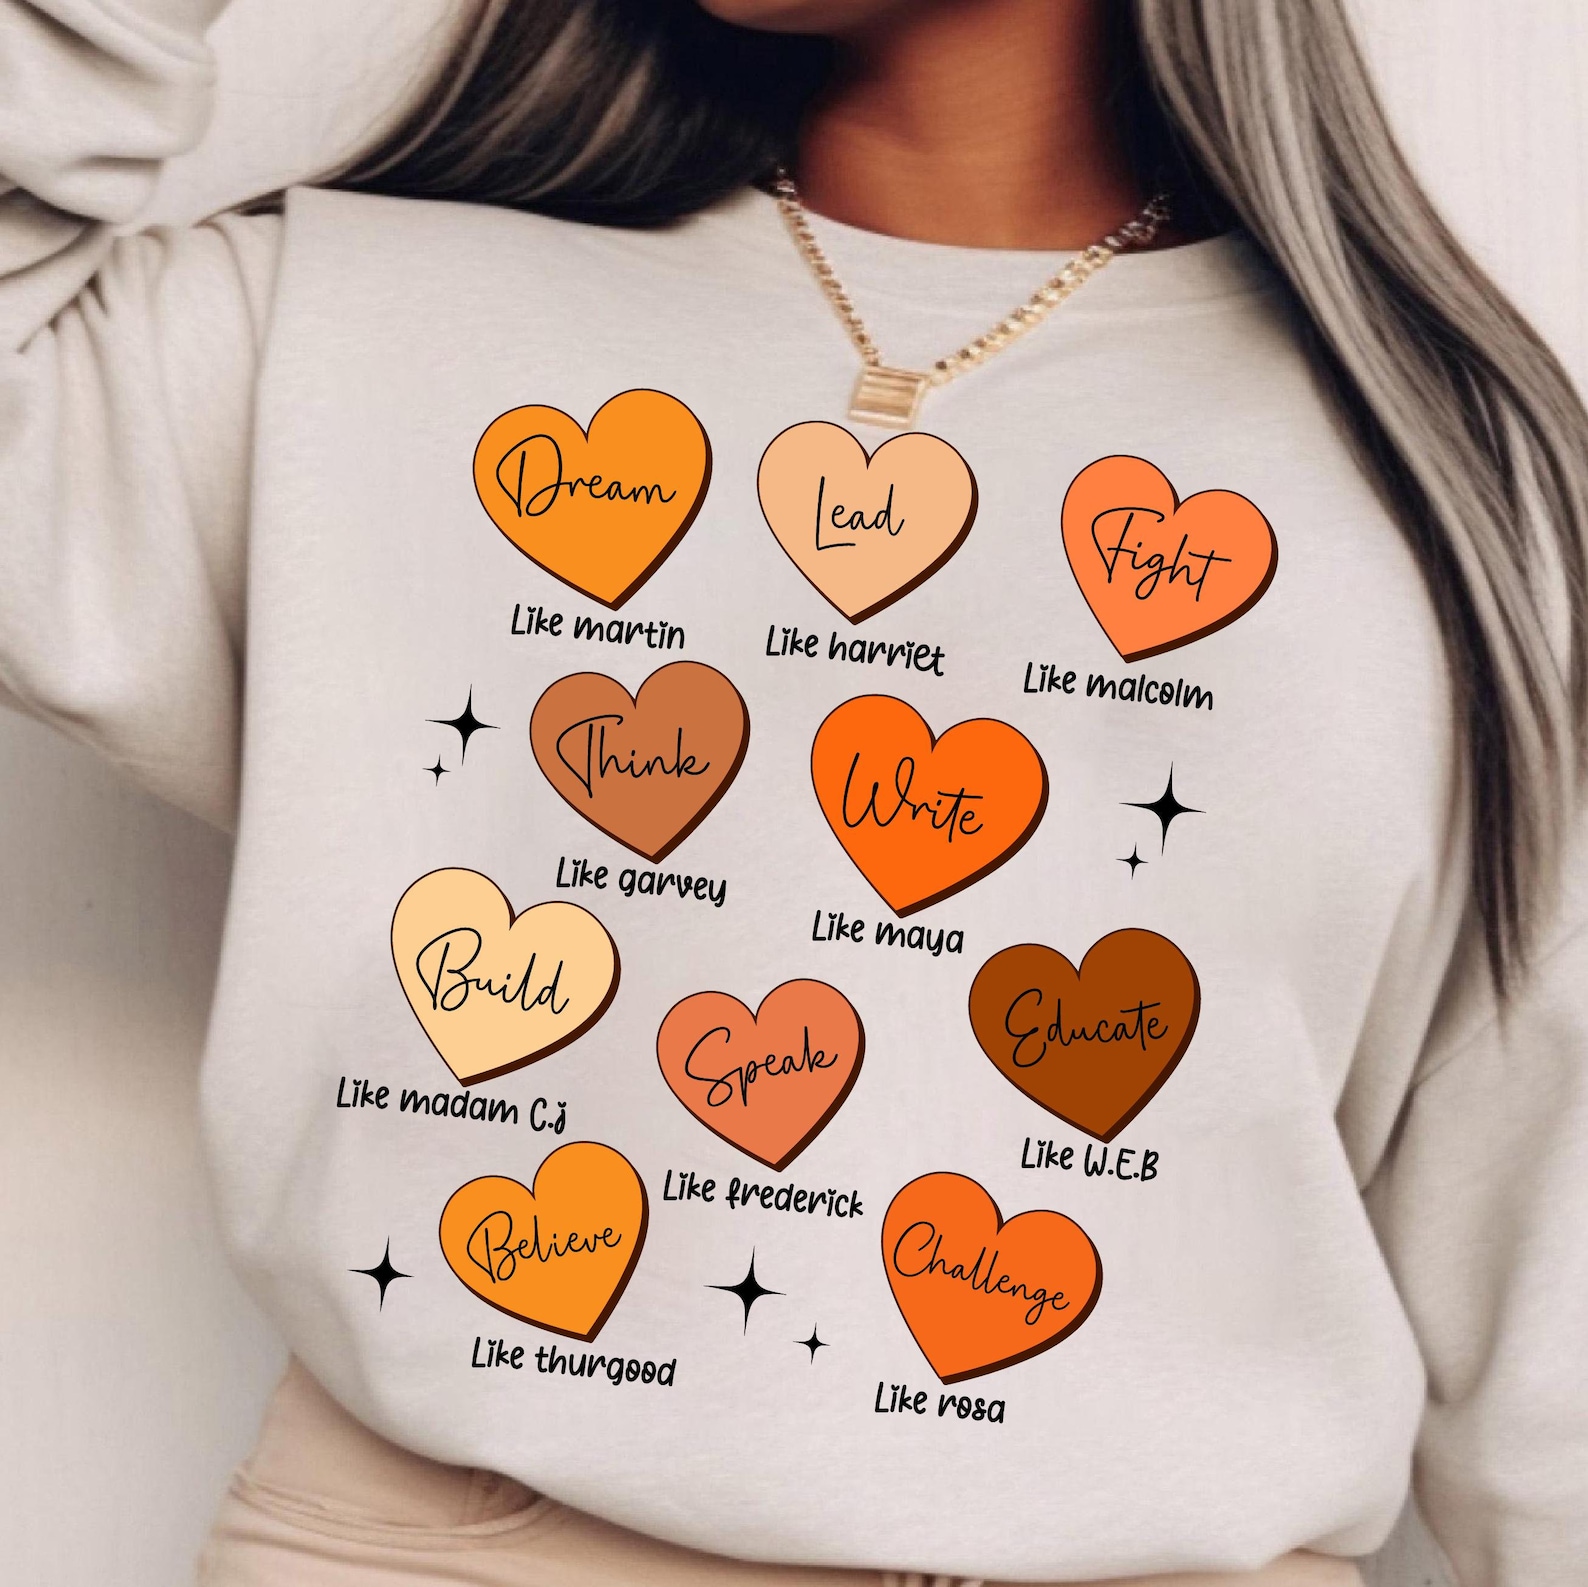 Dream
Like martin
Lead
Like harriet
Fight
Like malcolm
Think
Like garvey
Write
Like maya
Build
Like madam C.j
Speak
Like frederick
Educate
Like W.E.B
Believe
Like thurgood
Challenge
Like rosa